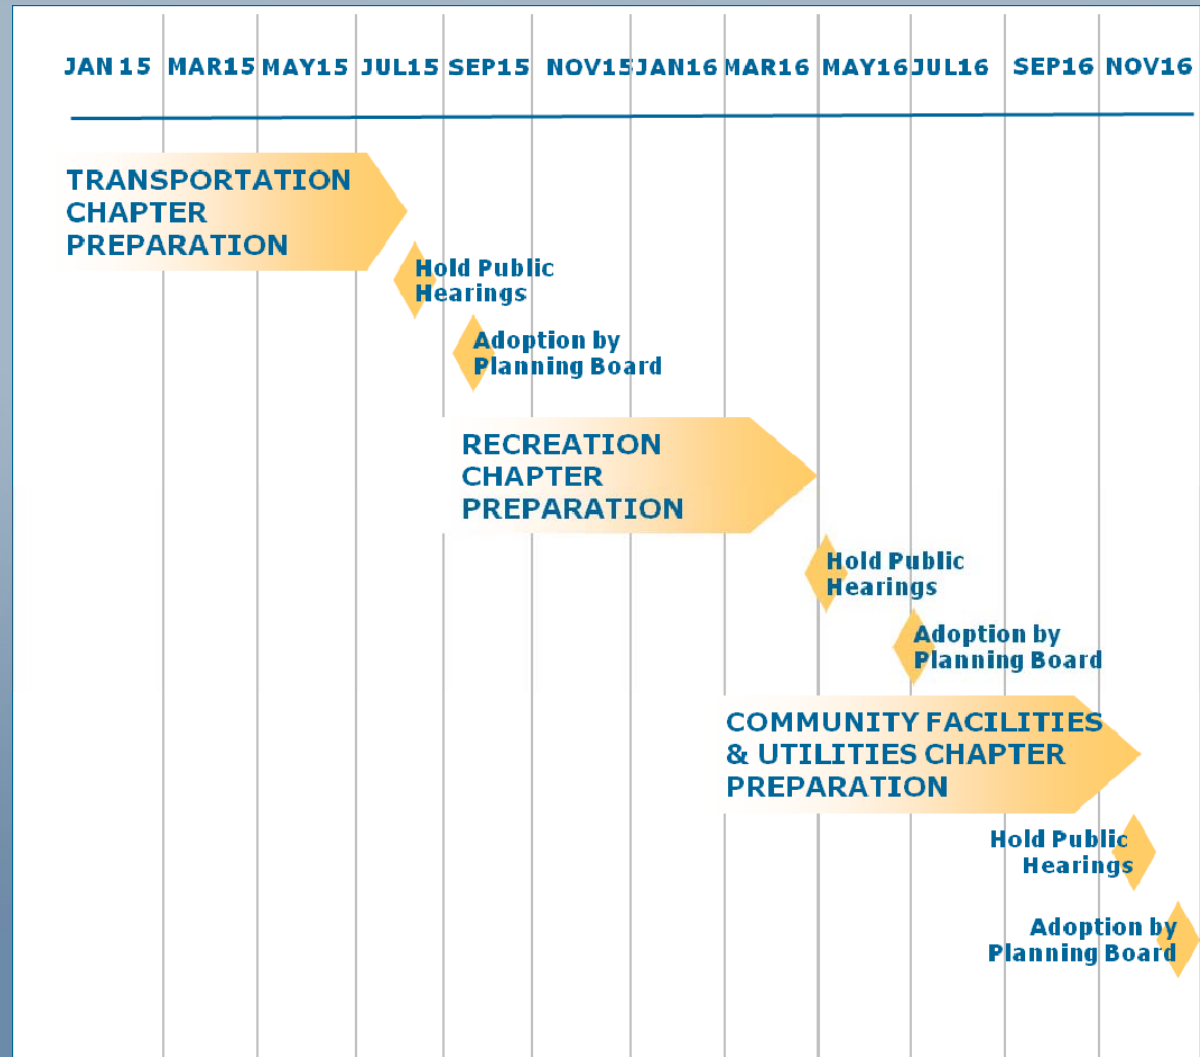 JAN 15 MAR15 MAY15 JUL15 SEP15 NOV15 JAN16 MAR16 MAY16 JUL16 SEP16 NOV16
TRANSPORTATION
CHAPTER
PREPARATION
Hold Public
Hearings
Adoption by
Planning Board
RECREATION
CHAPTER
PREPARATION
Hold Public
Hearings
Adoption by
Planning Board
COMMUNITY FACILITIES
& UTILITIES CHAPTER
PREPARATION
Hold Public
Hearings
Adoption by
Planning Board